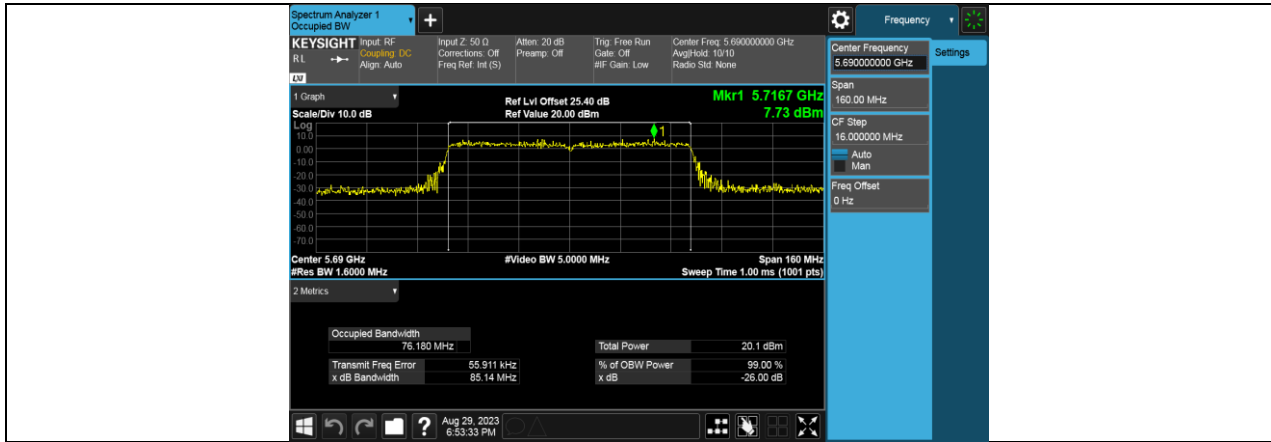 Spectrum Analyzer 1
Occupied BW
+
Frequency
KEYSIGHT Input: RF Input Z: 50 Ω Atten: 20 dB Trig: Free Run Center Freq: 5.690000000 GHz
Coupling: DC Corrections: Off Preamp: Off Gate: Off Avg|Hold: 10/10
R L Align: Auto Freq Ref: Int (S) #IF Gain: Low Radio Std: None
LXI
Center Frequency
5.690000000 GHz
Settings
Span
160.00 MHz
CF Step
16.000000 MHz
Auto
Man
Freq Offset
0 Hz
1 Graph
Ref Lvl Offset 25.40 dB
Mkr1 5.7167 GHz
Scale/Div 10.0 dB
Ref Value 20.00 dBm
7.73 dBm
Log
1
10.0
0.00
-10.0
-20.0
-30.0
-40.0
-50.0
-60.0
-70.0
Center 5.69 GHz #Video BW 5.0000 MHz Span 160 MHz
#Res BW 1.6000 MHz Sweep Time 1.00 ms (1001 pts)
2 Metrics
Occupied Bandwidth
76.180 MHz
Total Power 20.1 dBm
Transmit Freq Error 55.911 kHz % of OBW Power 99.00 %
x dB Bandwidth 85.14 MHz x dB -26.00 dB
?
Aug 29, 2023
6:53:33 PM